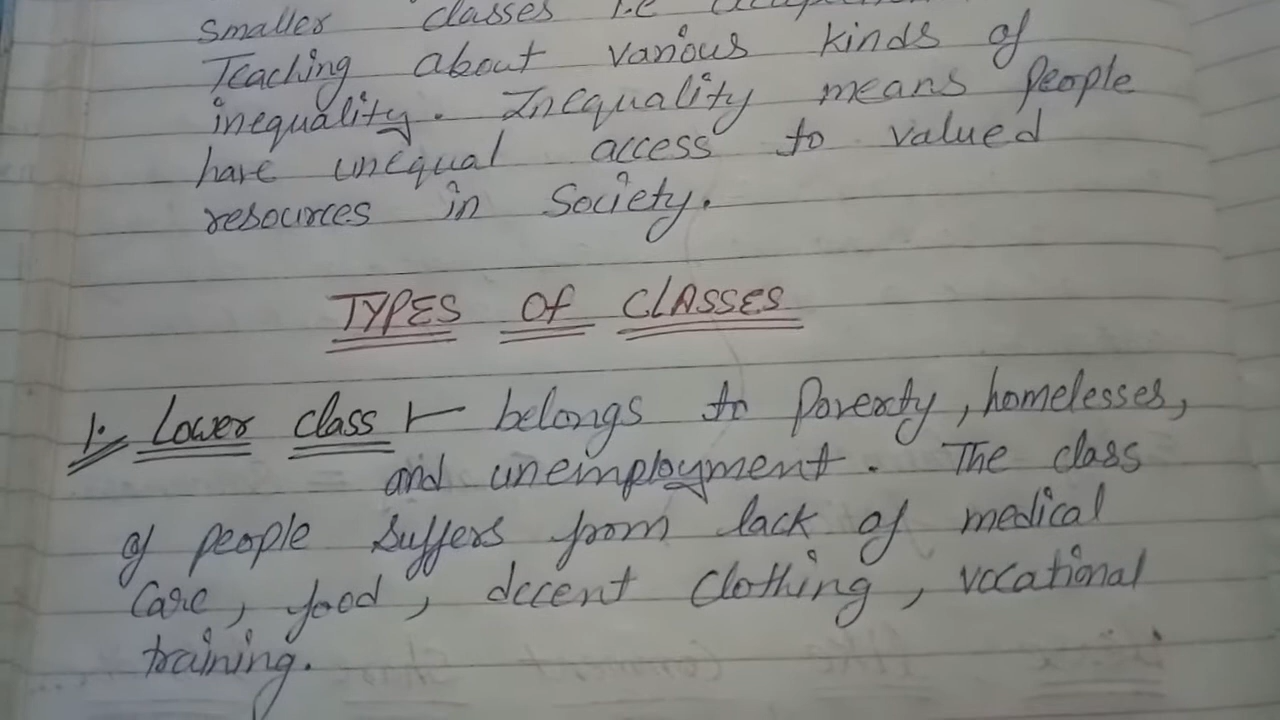 smaller classes i.e
Teaching about various kinds of
inequality. Inequality means people
have unequal access to valued
resources in Society.
TYPES Of ClASSES
1. Lower class :- belongs to Poverty, homelesses,
and unemployment. The class
of people suffers from lack of medical
Care, food, decent Clothing, vocational
training.